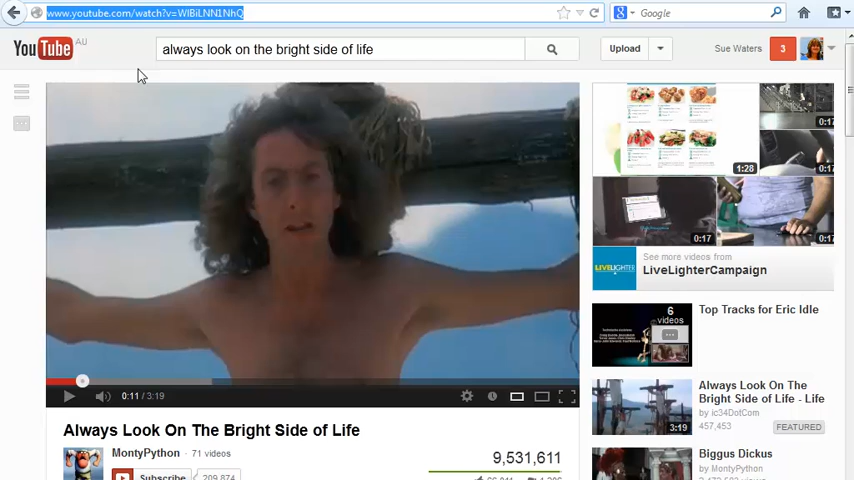 www.youtube.com/watch?v=WlBiLNN1NhQ
Google
YouTube AU
always look on the bright side of life
Upload
Sue Waters
3
0:17
1:28
0:17
0:17
0:17
See more videos from
LIVELIGHTER
LiveLighterCampaign
6
videos
Top Tracks for Eric Idle
Always Look On The
Bright Side of Life - Life
by ic34DotCom
457,453
FEATURED
3:19
Biggus Dickus
by MontyPython
0:11 / 3:19
Always Look On The Bright Side of Life
MontyPython · 71 videos
9,531,611
Subscribe
209,874